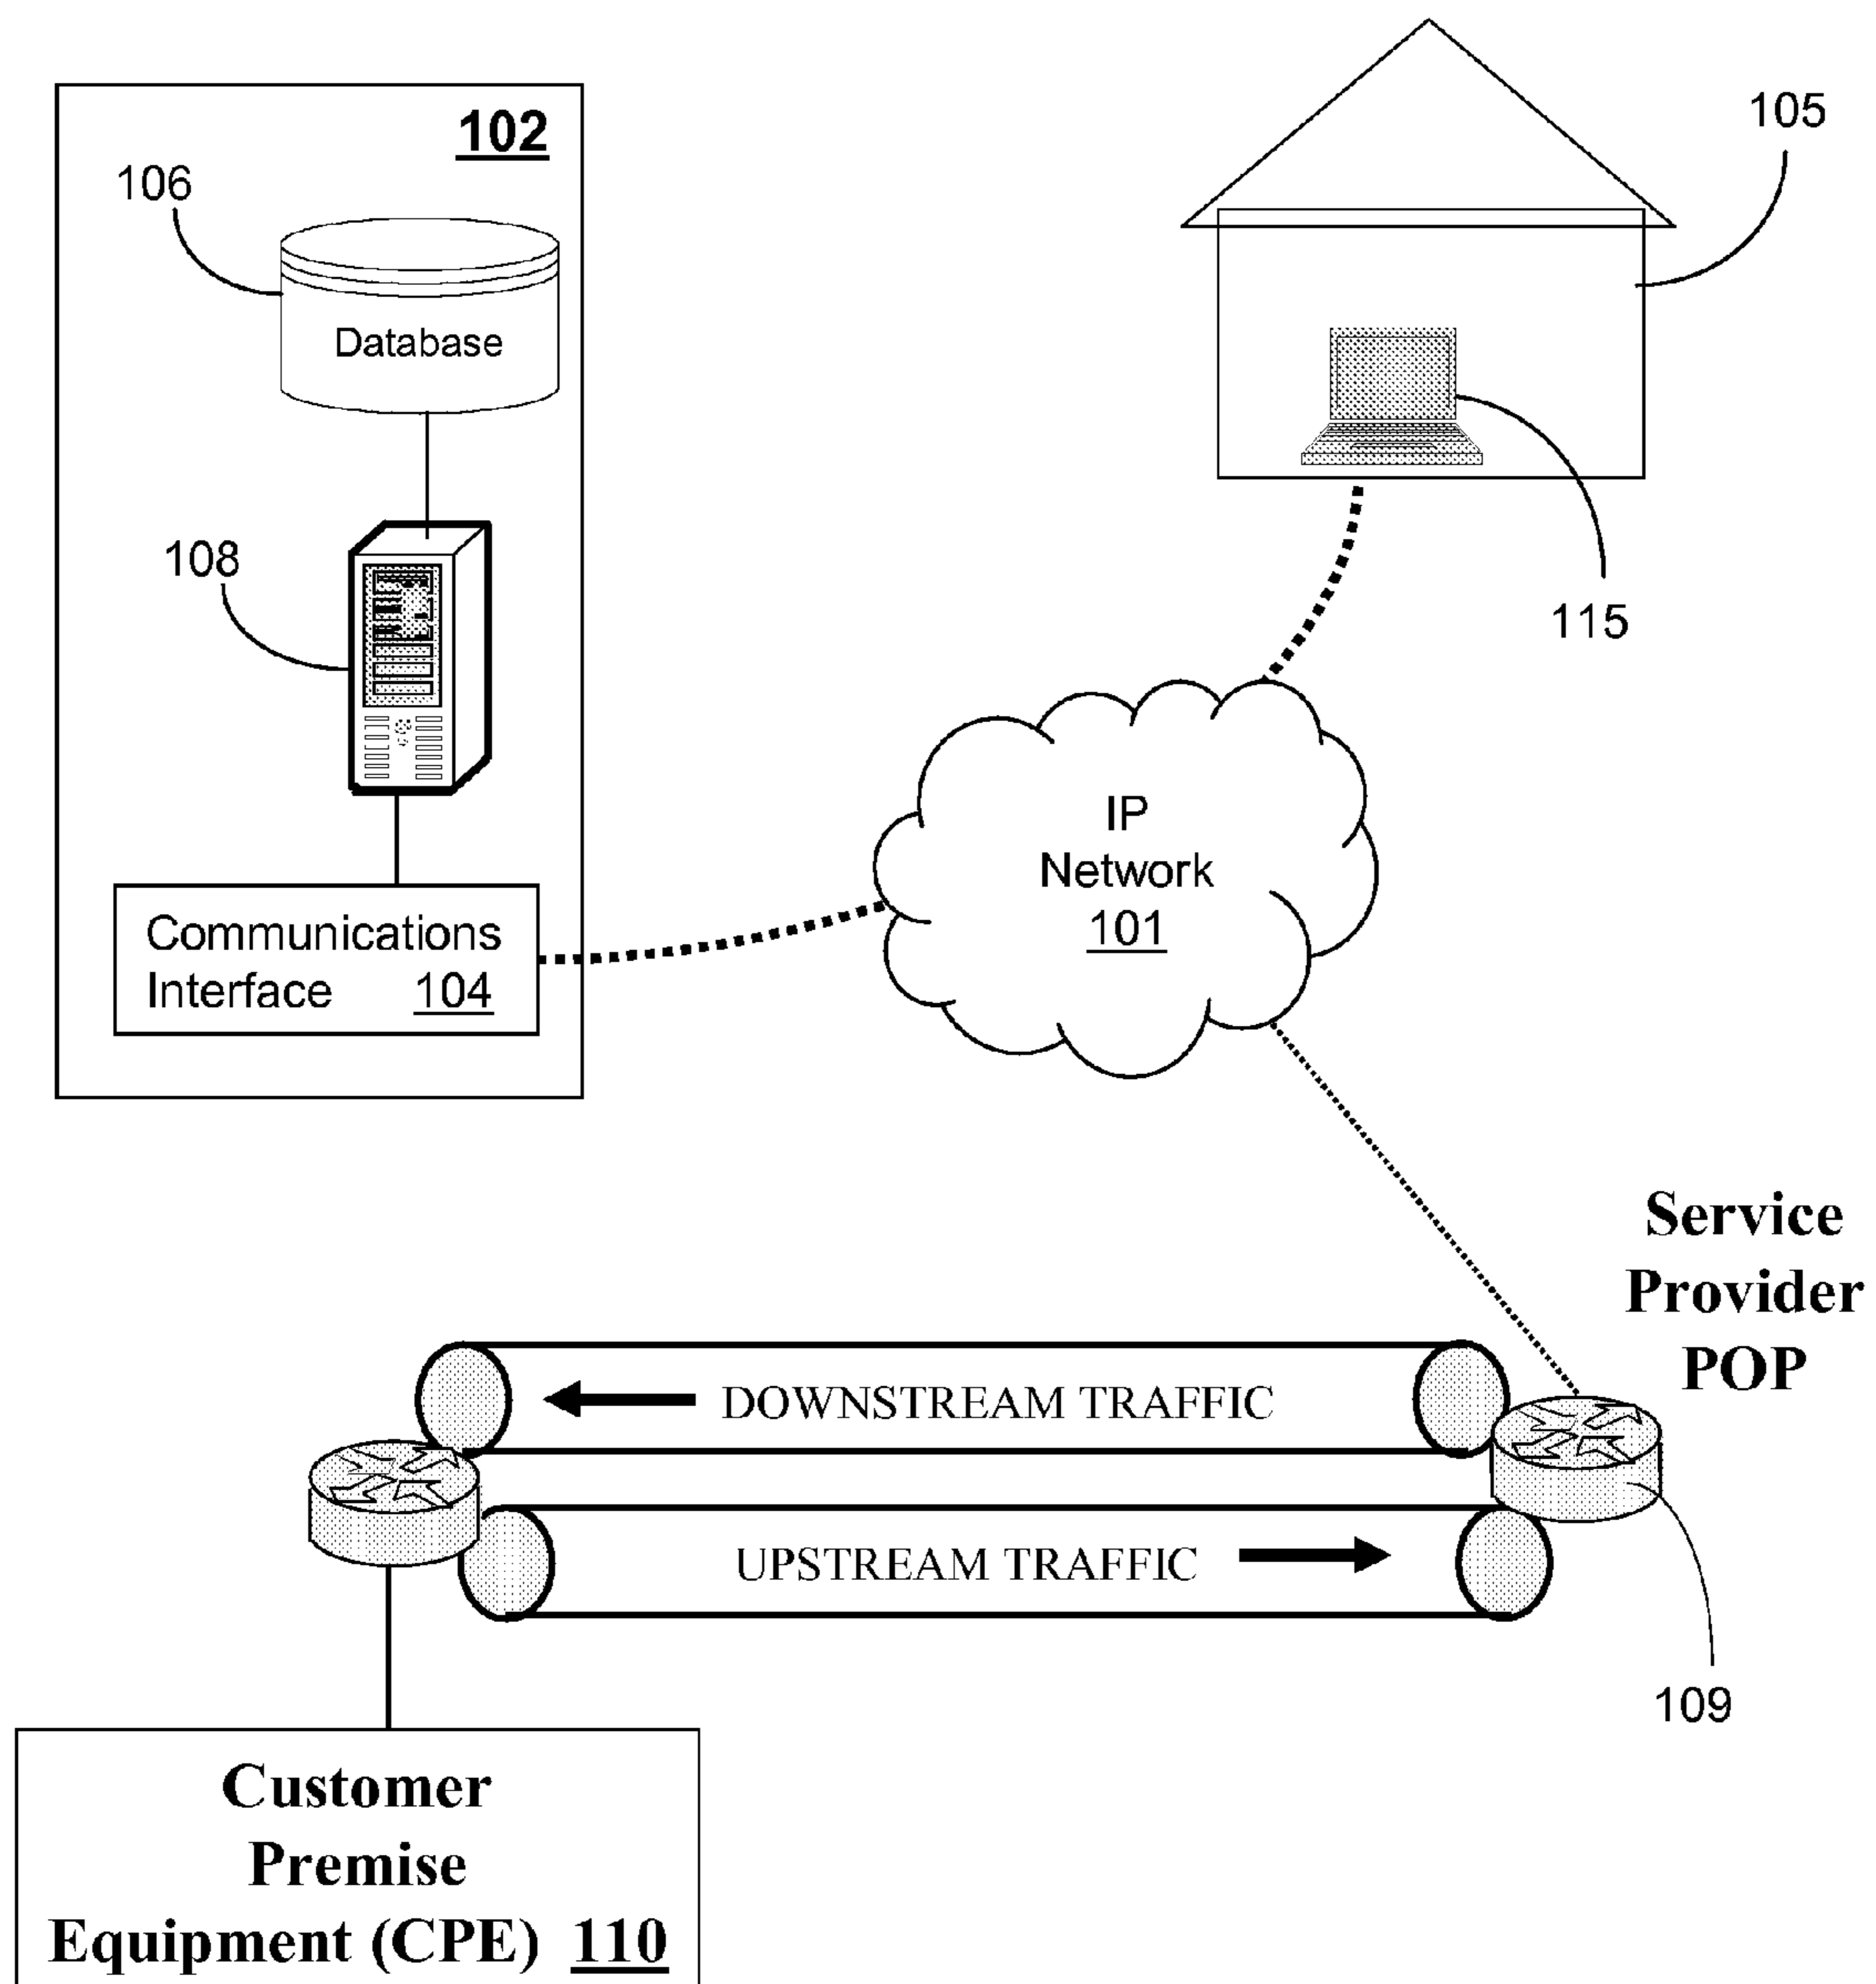 102
106
Database
108
Communications
Interface 104
105
115
IP
Network
101
Service
Provider
POP
DOWNSTREAM TRAFFIC
UPSTREAM TRAFFIC
109
Customer
Premise
Equipment (CPE) 110